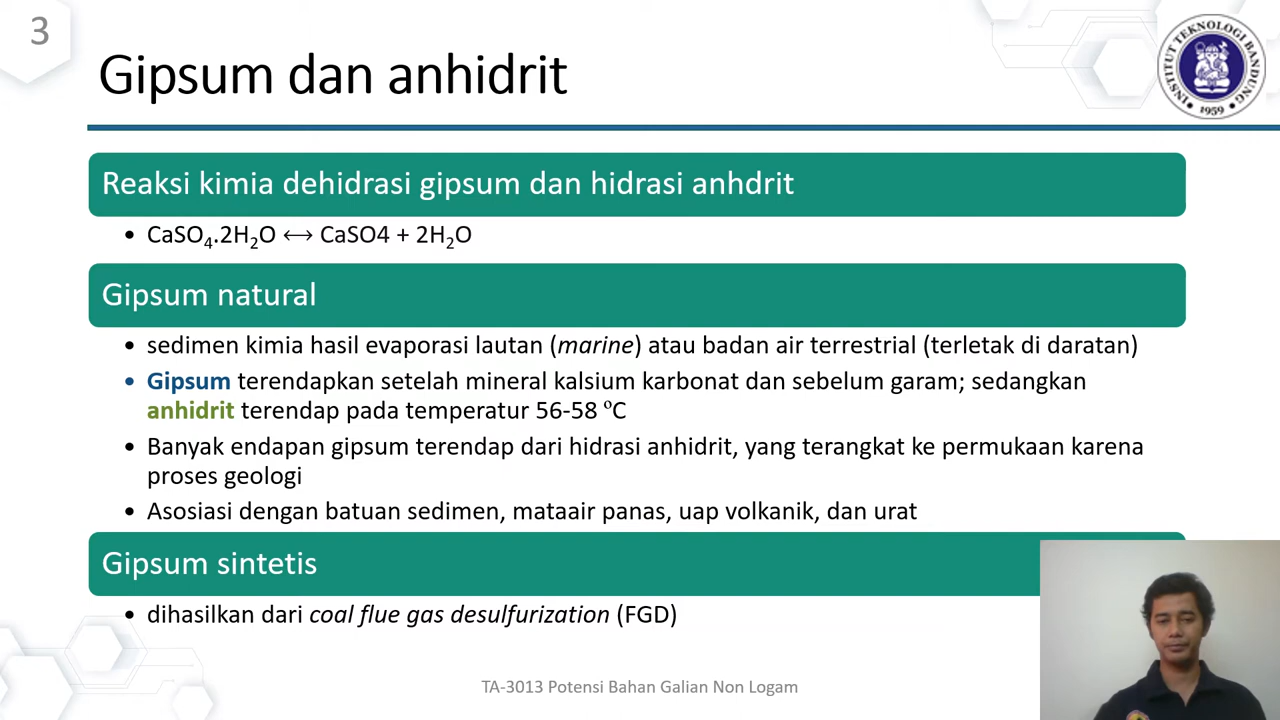 3
Gipsum dan anhidrit
INSTITUT TEKNOLOGI BANDUNG
1959
Reaksi kimia dehidrasi gipsum dan hidrasi anhdrit
• CaSO₄.2H₂O ↔ CaSO4 + 2H₂O
Gipsum natural
• sedimen kimia hasil evaporasi lautan (marine) atau badan air terrestrial (terletak di daratan)
• Gipsum terendapkan setelah mineral kalsium karbonat dan sebelum garam; sedangkan
anhidrit terendap pada temperatur 56-58 ⁰C
• Banyak endapan gipsum terendap dari hidrasi anhidrit, yang terangkat ke permukaan karena
proses geologi
• Asosiasi dengan batuan sedimen, mataair panas, uap volkanik, dan urat
Gipsum sintetis
• dihasilkan dari coal flue gas desulfurization (FGD)
TA-3013 Potensi Bahan Galian Non Logam